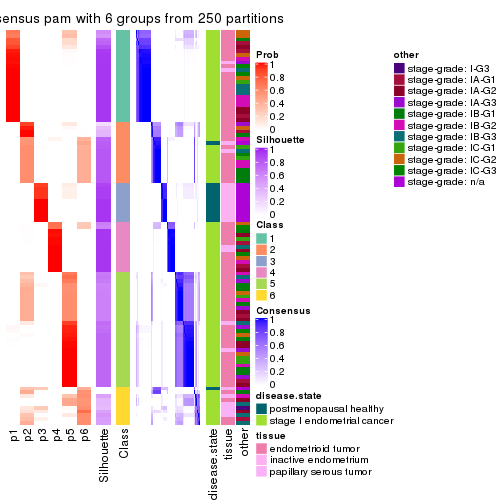 sensus pam with 6 groups from 250 partitions
Prob
1
0.8
0.6
0.4
0.2
0
Silhouette
1
0.8
0.6
0.4
0.2
0
Class
1
2
3
4
5
6
Consensus
1
0.8
0.6
0.4
0.2
0
disease.state
postmenopausal healthy
stage I endometrial cancer
tissue
endometrioid tumor
inactive endometrium
papillary serous tumor
other
stage-grade: I-G3
stage-grade: IA-G1
stage-grade: IA-G2
stage-grade: IA-G3
stage-grade: IB-G1
stage-grade: IB-G2
stage-grade: IB-G3
stage-grade: IC-G1
stage-grade: IC-G2
stage-grade: IC-G3
stage-grade: n/a
p1
p2
p3
p4
p5
p6
Silhouette
Class
disease.state
tissue
other